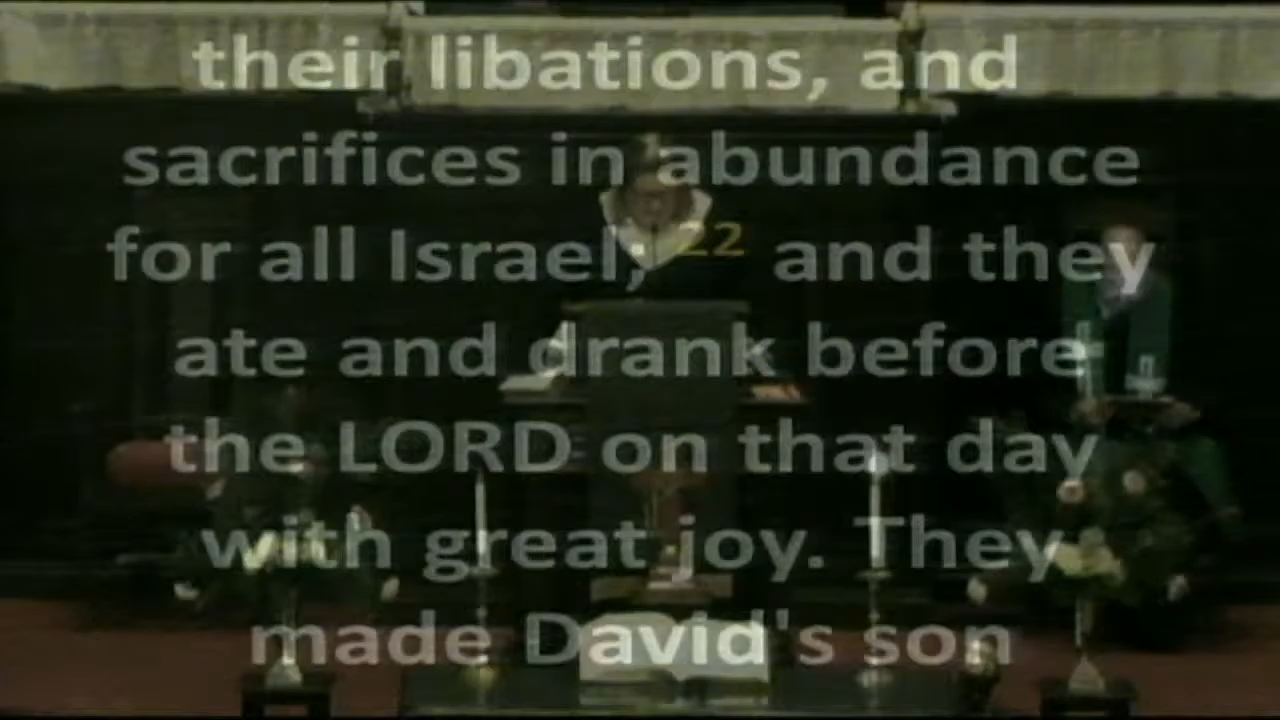 their libations, and
sacrifices in abundance
for all Israel; 22 and they
ate and drank before
the LORD on that day
with great joy. They
made David's son